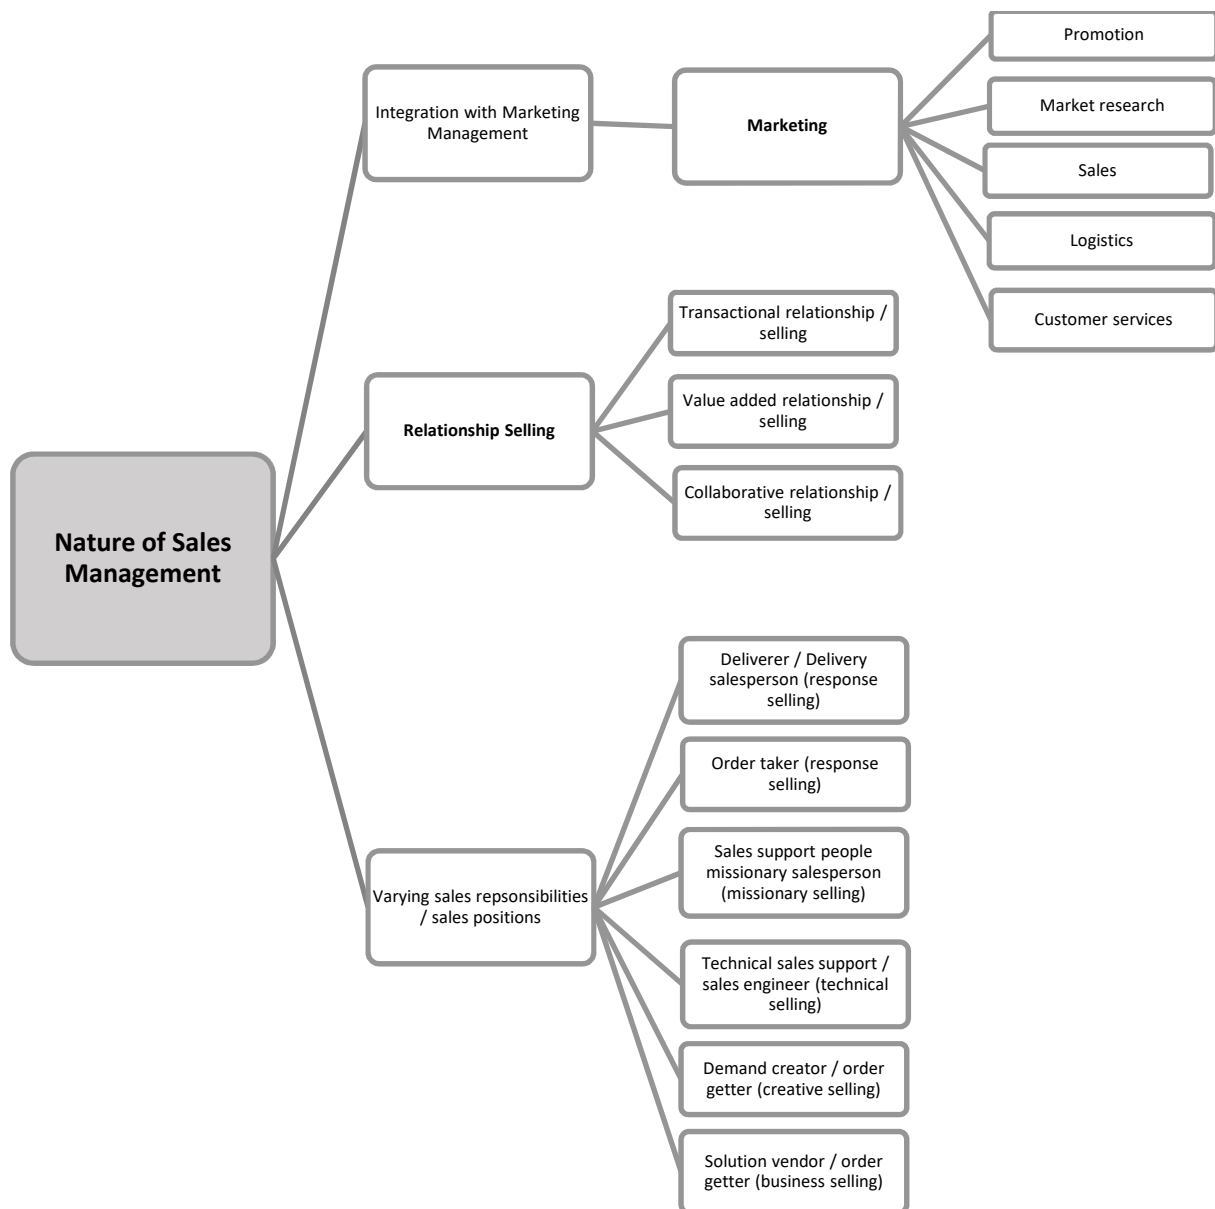 Promotion
Integration with Marketing
Management
Marketing
Market research
Sales
Logistics
Customer services
Transactional relationship /
selling
Relationship Selling
Value added relationship /
selling
Collaborative relationship /
selling
Nature of Sales
Management
Deliverer / Delivery
salesperson (response
selling)
Order taker (response
selling)
Sales support people
missionary salesperson
(missionary selling)
Varying sales repsonsibilities
/ sales positions
Technical sales support /
sales engineer (technical
selling)
Demand creator / order
getter (creative selling)
Solution vendor / order
getter (business selling)